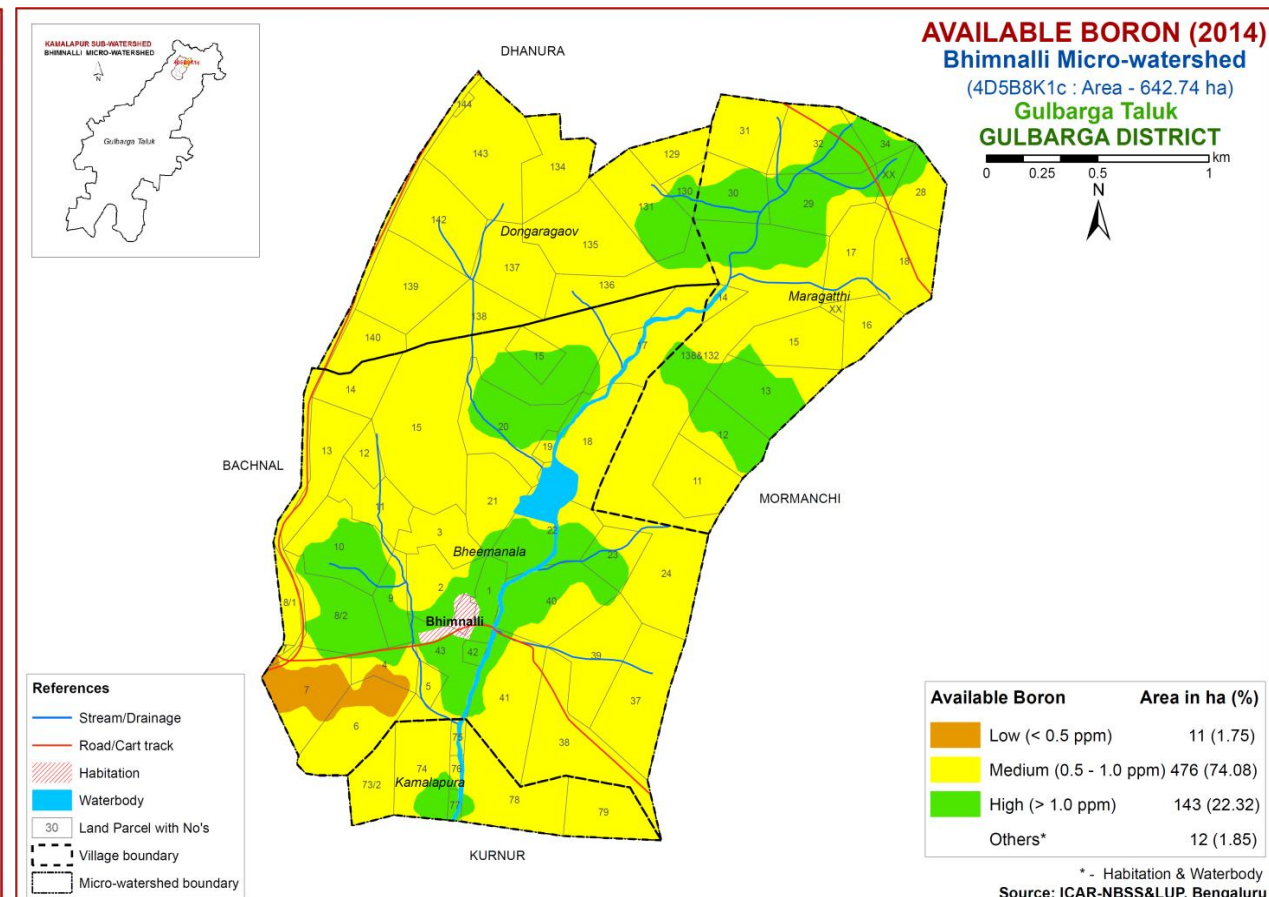 KAMALAPUR SUB-WATERSHED
BHIMNALLI MICRO-WATERSHED
N
4D5B8K1c
Gulbarga Taluk
AVAILABLE BORON (2014)
Bhimnalli Micro-watershed
(4D5B8K1c : Area - 642.74 ha)
Gulbarga Taluk
GULBARGA DISTRICT
km
0 0.25 0.5 1
N
DHANURA
144
143
134
129
31
32
34
XX
28
130
30
29
131
142
Dongaragaov
135
137
136
17
18
139
138
14
Maragatthi
XX
16
140
17
15
15
138&132
14
13
15
20
12
13
12
19
18
BACHNAL
11
21
MORMANCHI
11
3
22
10
Bheemanala
23
24
2
1
9
40
8/1
8/2
Bhimnalli
43
42
39
4
7
5
41
37
6
75
38
74
76
73/2
Kamalapura
77
78
79
KURNUR
References
Stream/Drainage
Road/Cart track
Habitation
Waterbody
30 Land Parcel with No's
Village boundary
Micro-watershed boundary
Available Boron Area in ha (%)
Low (< 0.5 ppm) 11 (1.75)
Medium (0.5 - 1.0 ppm) 476 (74.08)
High (> 1.0 ppm) 143 (22.32)
Others* 12 (1.85)
* - Habitation & Waterbody
Source: ICAR-NBSS&LUP, Bengaluru